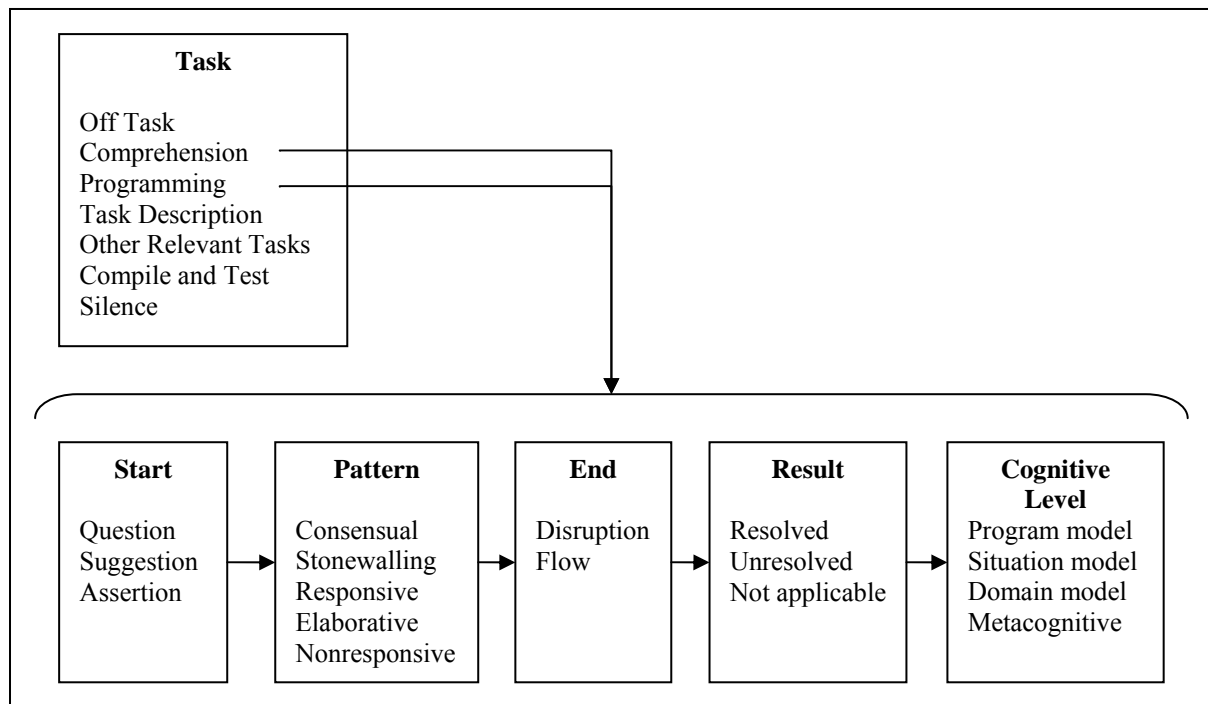 Task
Off Task
Comprehension
Programming
Task Description
Other Relevant Tasks
Compile and Test
Silence
Start
Question
Suggestion
Assertion
Pattern
Consensual
Stonewalling
Responsive
Elaborative
Nonresponsive
End
Disruption
Flow
Result
Resolved
Unresolved
Not applicable
Cognitive
Level
Program model
Situation model
Domain model
Metacognitive